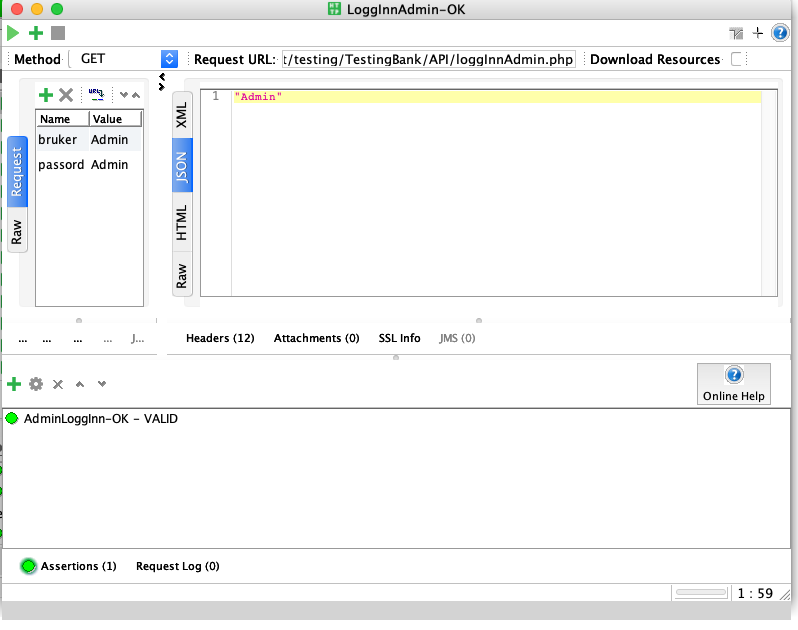 LoggInnAdmin-OK
Method GET Request URL: t/testing/TestingBank/API/loggInnAdmin.php Download Resources
URL
Name Value
bruker Admin
passord Admin
Request
Raw
XML
JSON
HTML
Raw
1 "Admin"
... ... ... ... J... Headers (12) Attachments (0) SSL Info JMS (0)
Online Help
AdminLoggInn-OK - VALID
Assertions (1) Request Log (0)
1 : 59